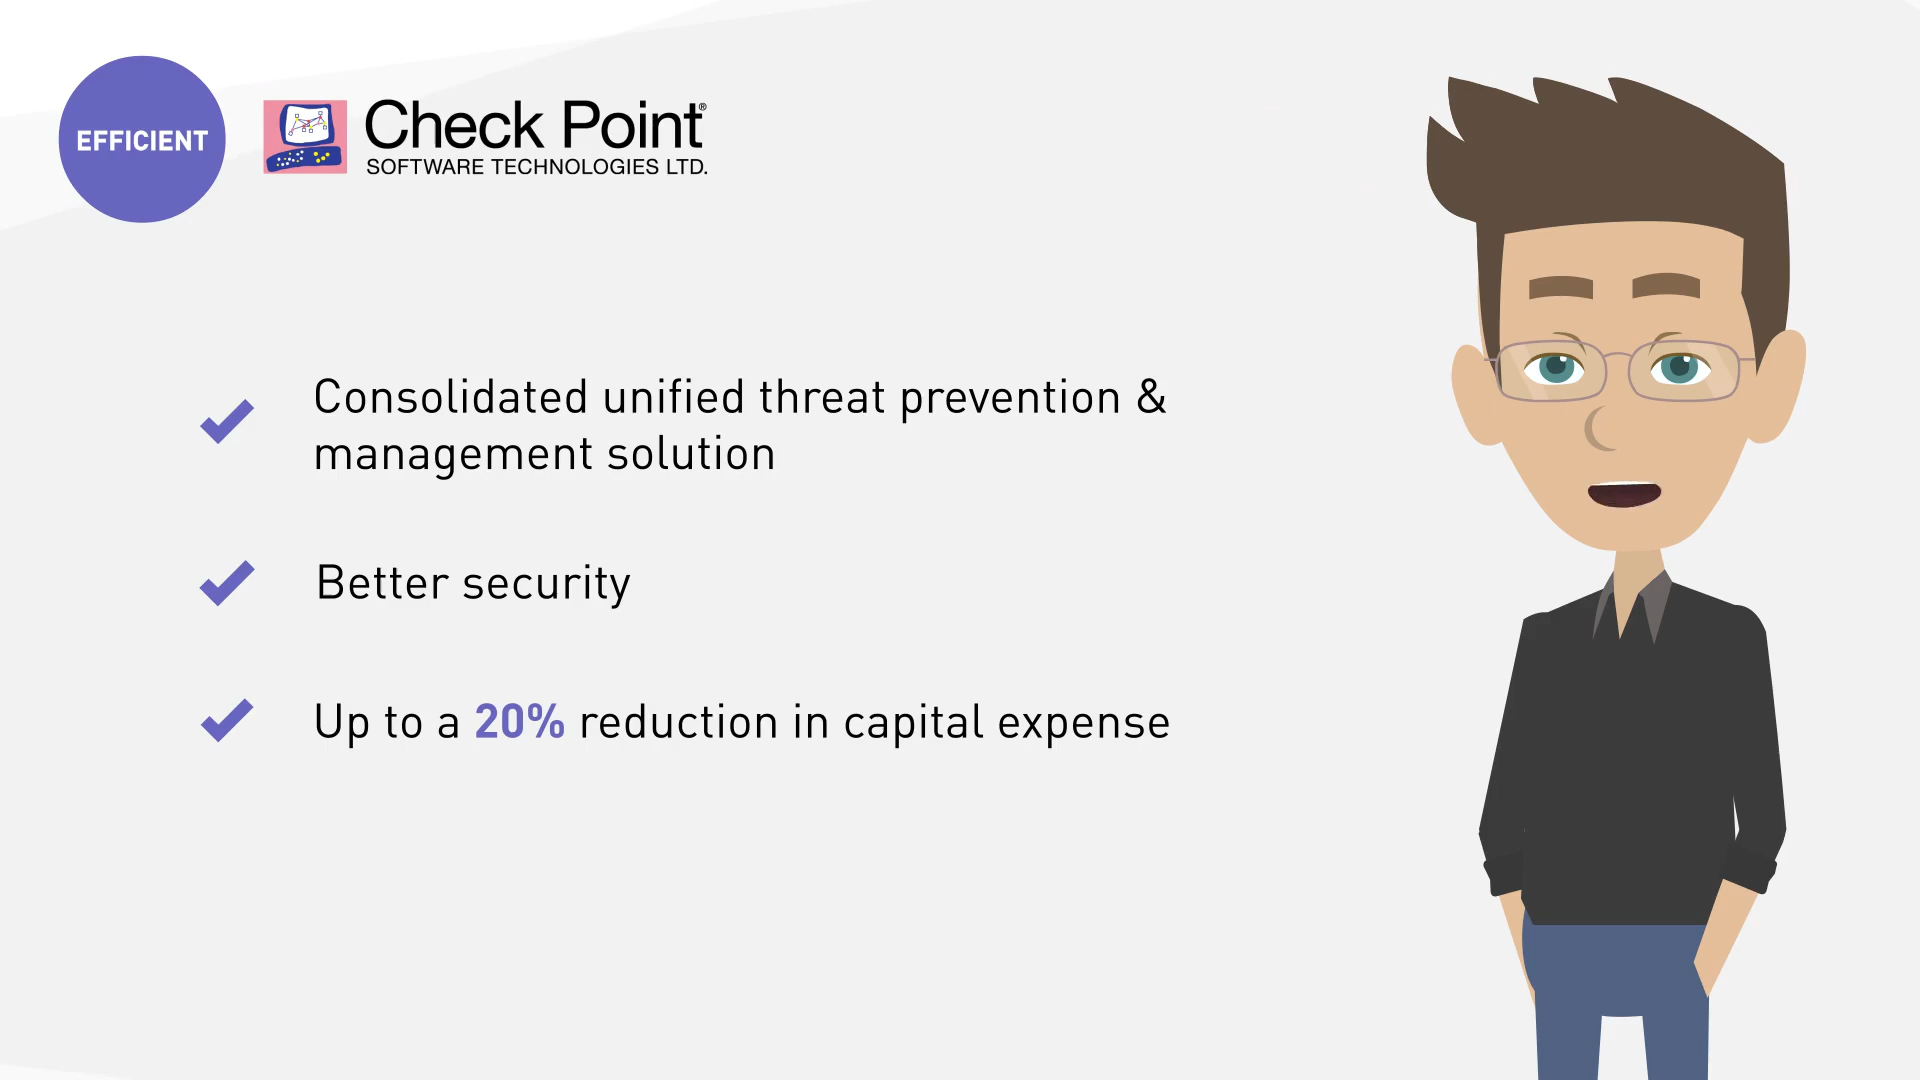 EFFICIENT
Check Point®
SOFTWARE TECHNOLOGIES LTD.
Consolidated unified threat prevention &
management solution
Better security
Up to a 20% reduction in capital expense